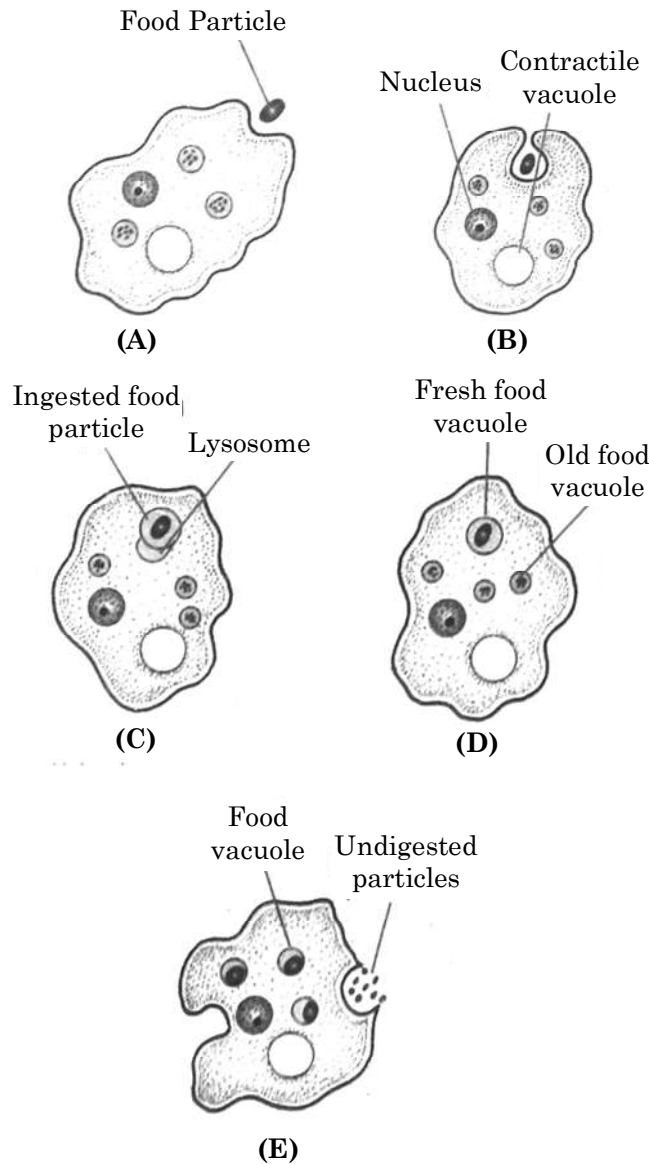 Food Particle
Nucleus
Contractile
vacuole
(A)
(B)
Ingested food
particle
Lysosome
Fresh food
vacuole
Old food
vacuole
(C)
(D)
Food
vacuole
Undigested
particles
(E)